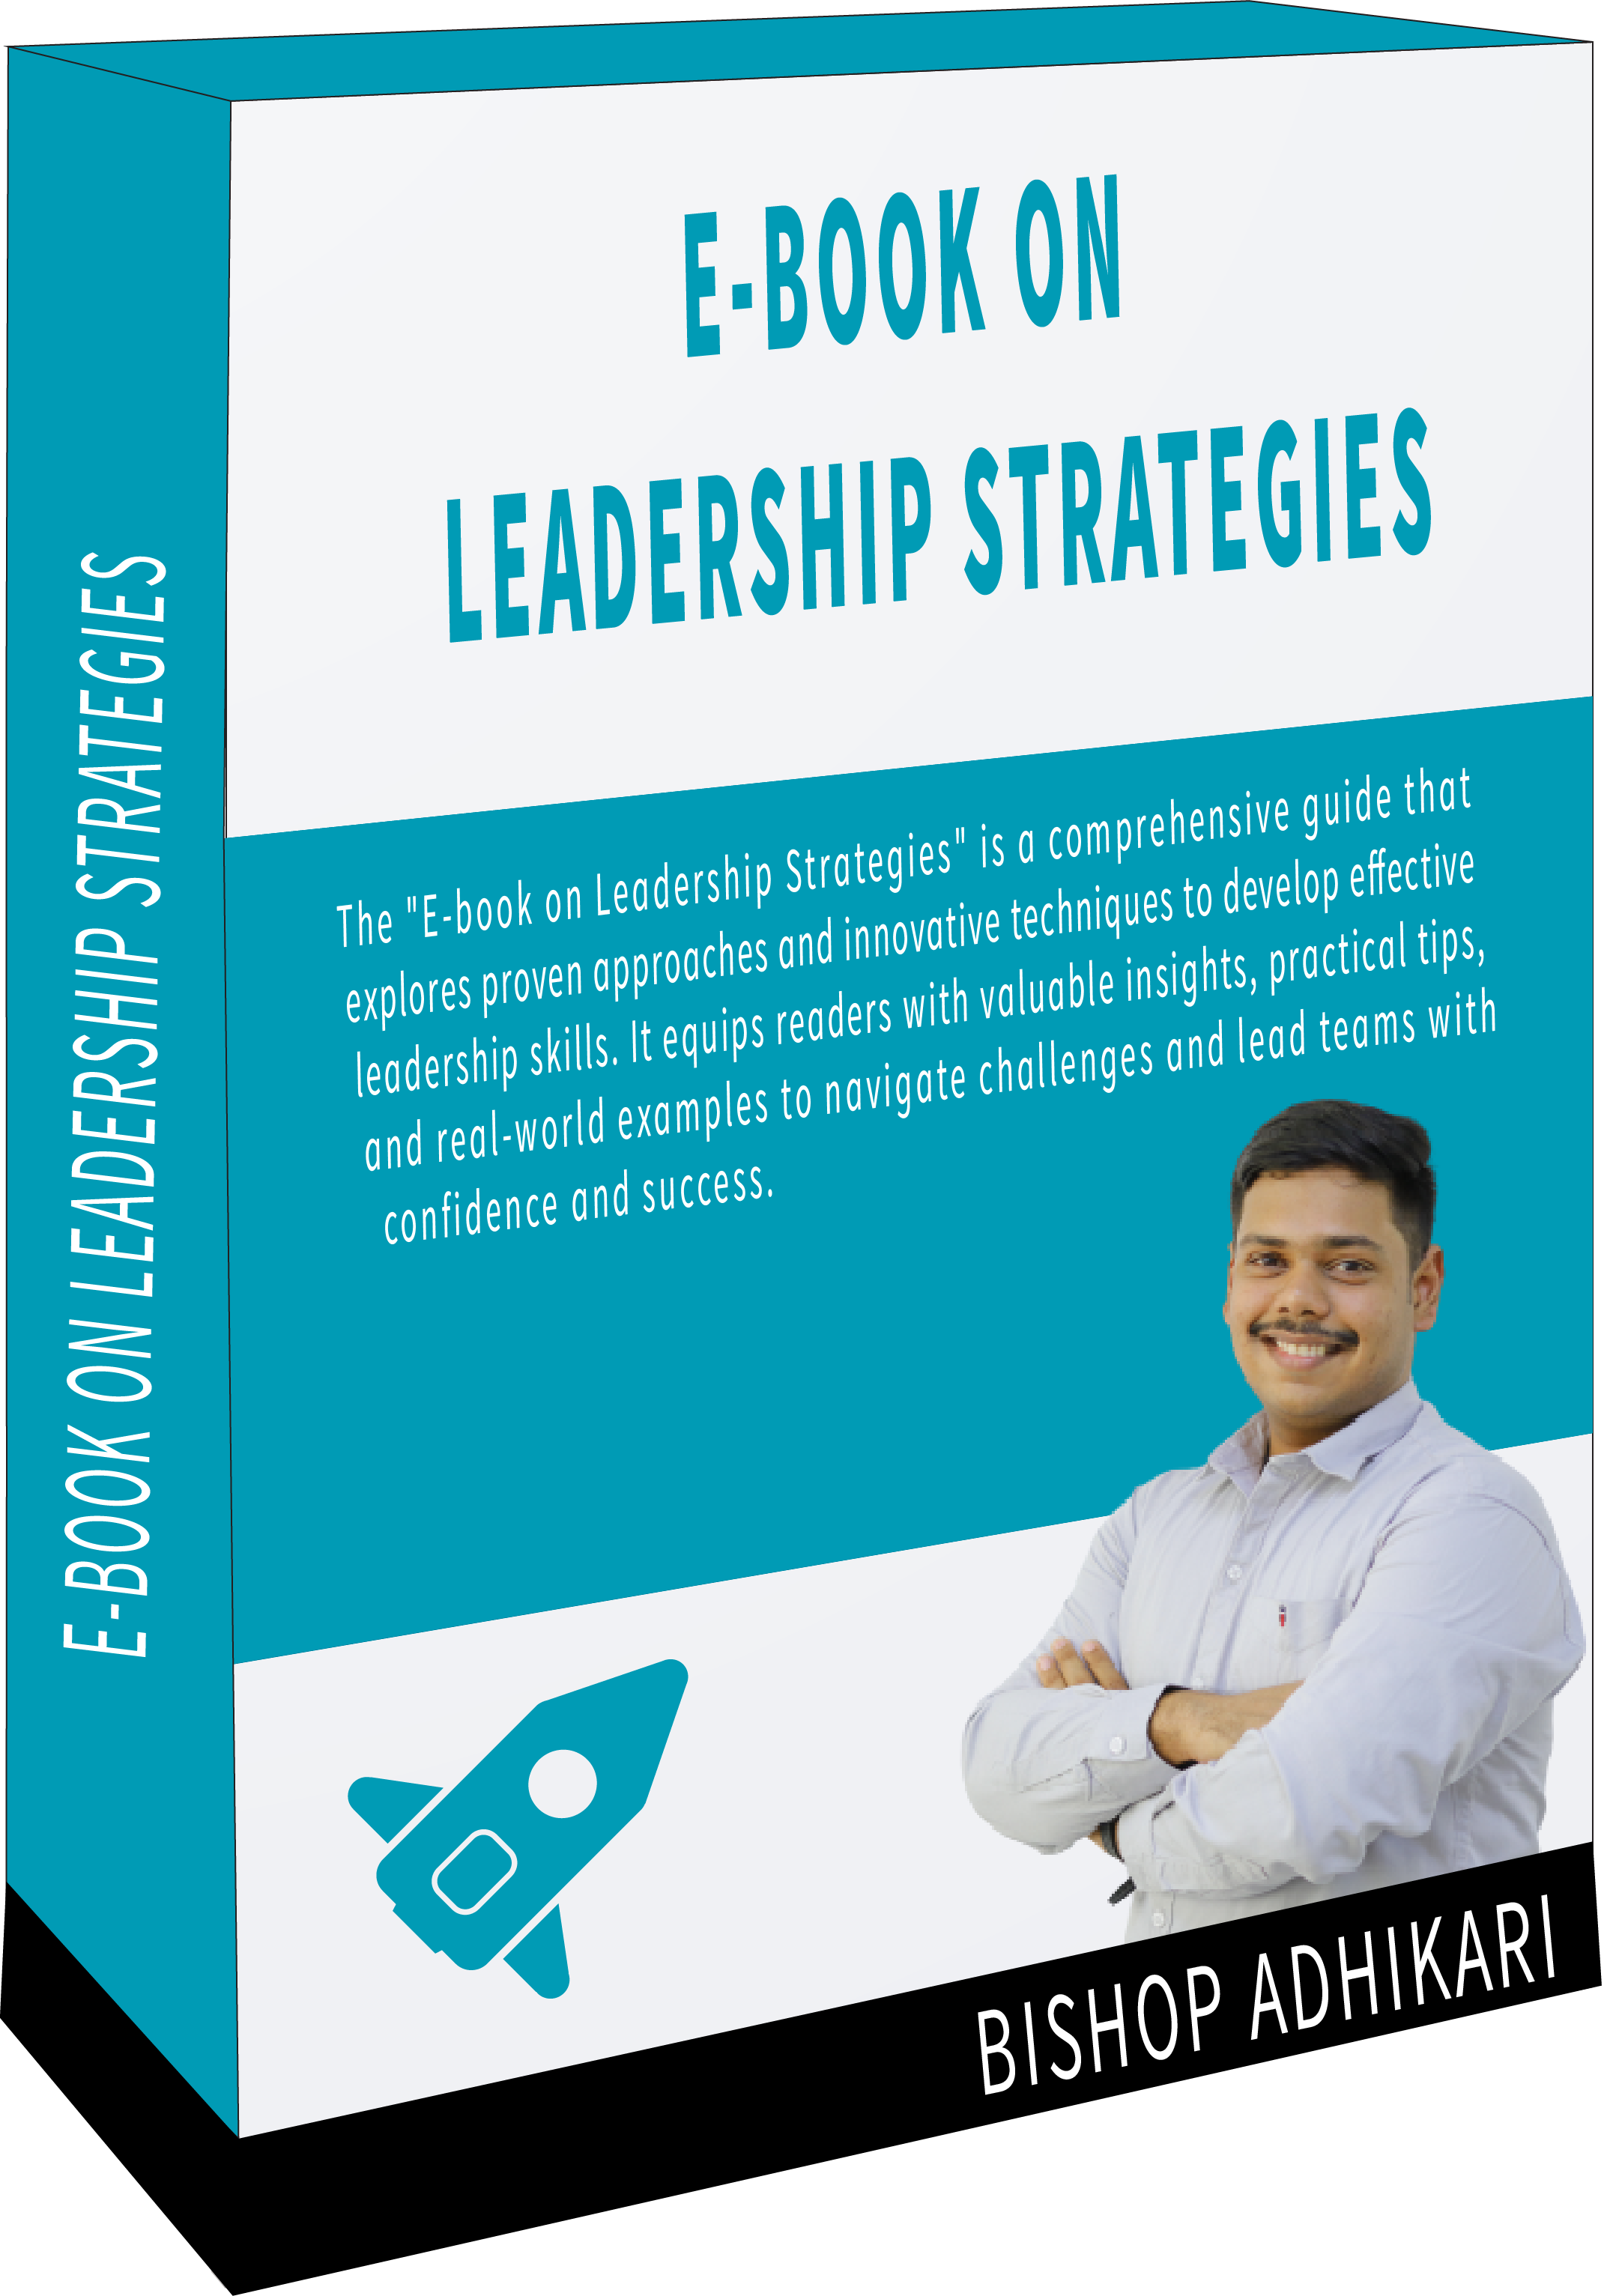 E-BOOK ON
LEADERSHIP STRATEGIES
The "E-book on Leadership Strategies" is a comprehensive guide that
explores proven approaches and innovative techniques to develop effective
leadership skills. It equips readers with valuable insights, practical tips,
and real-world examples to navigate challenges and lead teams with
confidence and success.
BISHOP ADHIKARI
E-BOOK ON LEADERSHIP STRATEGIES